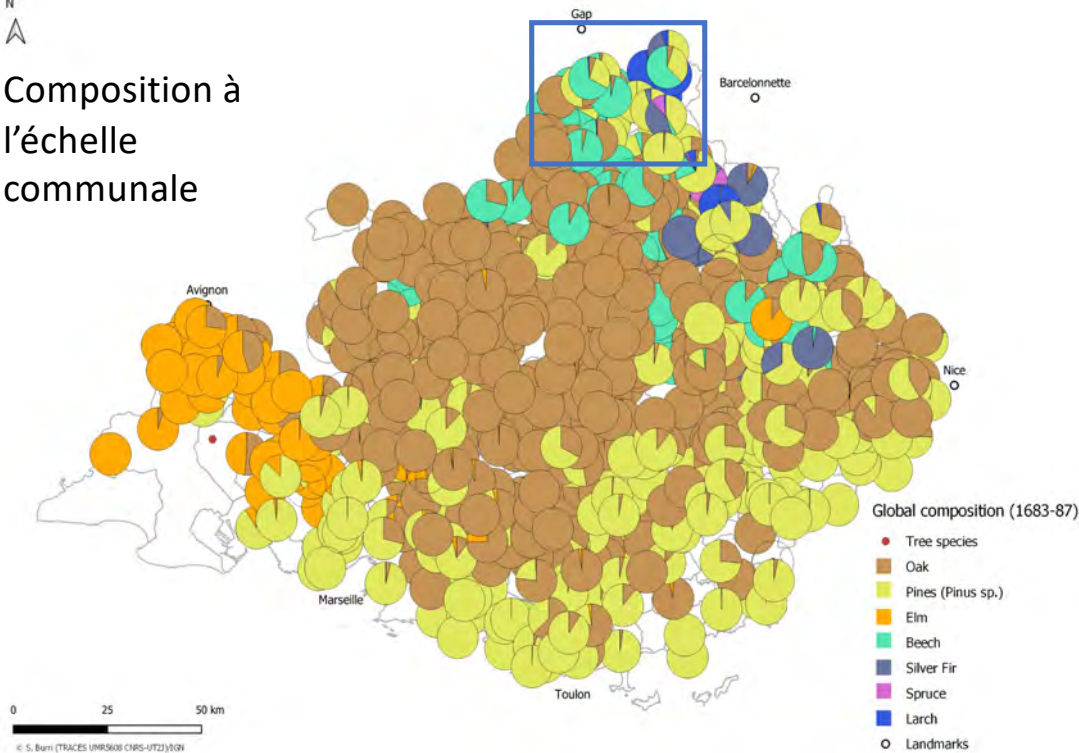 N
Composition à
l'échelle
communale
Gap
Barcelonnette
Avignon
Nice
Marseille
Toulon
Global composition (1683-87)
Tree species
Oak
Pines (Pinus sp.)
Elm
Beech
Silver Fir
Spruce
Larch
Landmarks
0 25 50 km
© S. Burri (TRACES UMR5608 CNRS-UT2J)/IGN